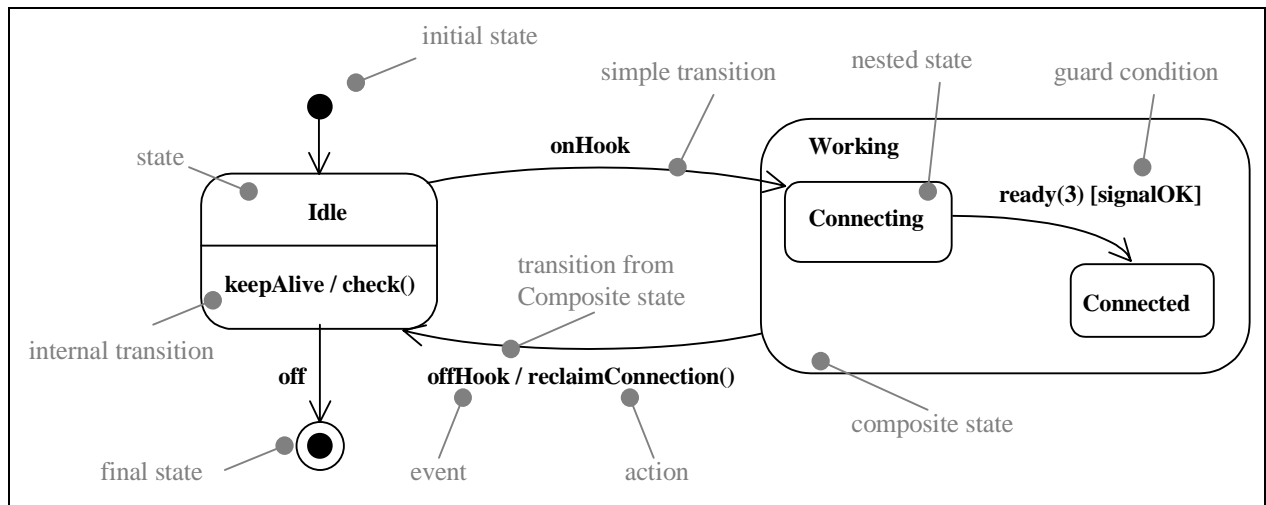 initial state
simple transition
nested state
guard condition
state
onHook
Working
Idle
Connecting
ready(3) [signalOK]
keepAlive / check()
transition from
Composite state
Connected
internal transition
off
offHook / reclaimConnection()
composite state
final state
event
action